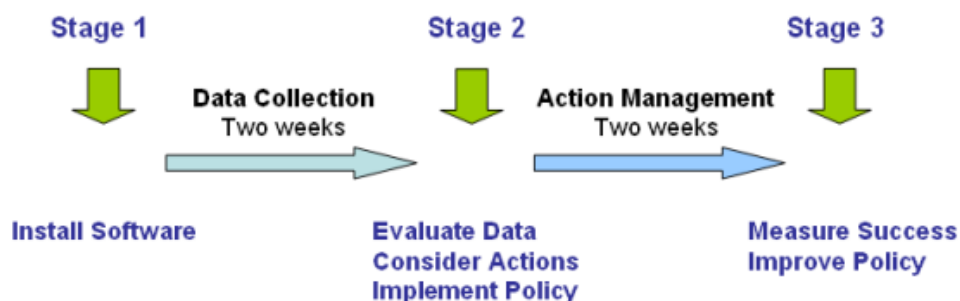 Stage 1
Stage 2
Stage 3
Data Collection
Two weeks
Action Management
Two weeks
Install Software
Evaluate Data
Consider Actions
Implement Policy
Measure Success
Improve Policy